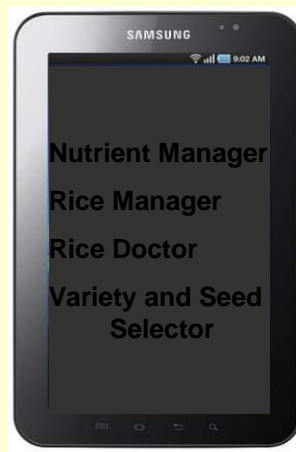 SAMSUNG
9:02 AM
Nutrient Manager
Rice Manager
Rice Doctor
Variety and Seed
Selector